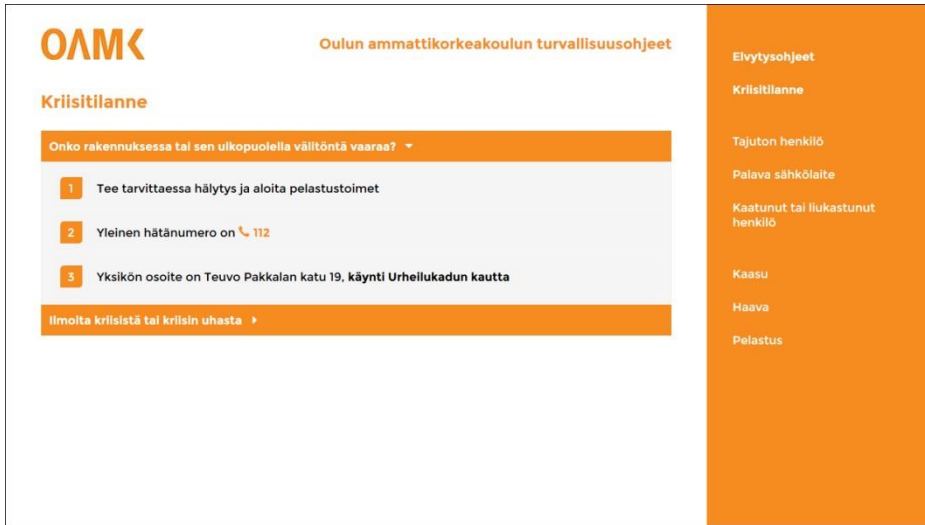 OAMK
Oulun ammattikorkeakoulun turvallisuusohjeet
Kriisitilanne
Onko rakennuksessa tai sen ulkopuolella välitöntä vaaraa?
1 Tee tarvittaessa hälytys ja aloita pelastustoimet
2 Yleinen hätänumero on 112
3 Yksikön osoite on Teuvo Pakkalan katu 19, käynti Urheilukadun kautta
Ilmoita kriisistä tai kriisin uhasta
Elvytysohjeet
Kriisitilanne
Tajuton henkilö
Palava sähkölaite
Kaatunut tai liukastunut
henkilö
Kaasu
Haava
Pelastus